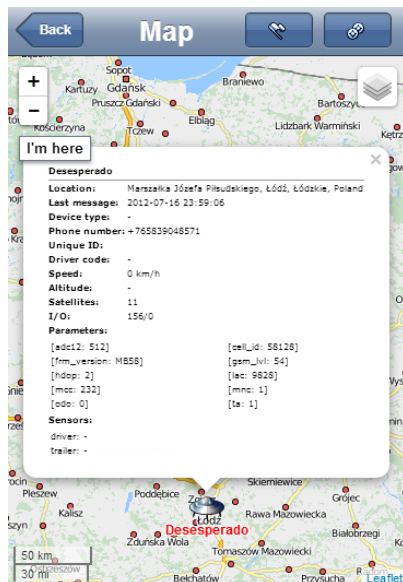 Back
Map
Sopot
Kartuzy
Gdańsk
Braniewo
Pruszcz Gdański
Bartoszyc
Elbląg
Kościerzyna
Tczew
Lidzbark Warmiński
Kętrz
+
−
I'm here
×
Desesperado
Location: Marszałka Józefa Piłsudskiego, Łódź, Łódzkie, Poland
Last message: 2012-07-16 23:59:06
Device type: -
Phone number: +765839048571
Unique ID:
Driver code: -
Speed: 0 km/h
Altitude: -
Satellites: 11
I/O: 156/0
Parameters:
[adc12: 512] [cell_id: 58128]
[frm_version: MB58] [gsm_lvl: 54]
[hdop: 2] [lac: 9828]
[mcc: 232] [mnc: 1]
[odo: 0] [ta: 1]
Sensors:
driver: -
trailer: -
Pleszew
Poddębice
Skierniewice
Grójec
Kalisz
Łódź
Rawa Mazowiecka
Desesperado
Białobrzegi
Zduńska Wola
Tomaszów Mazowiecki
50 km
30 mi
Ostrzeszów
Bełchatów
Przysucha
Radom
Leaflet